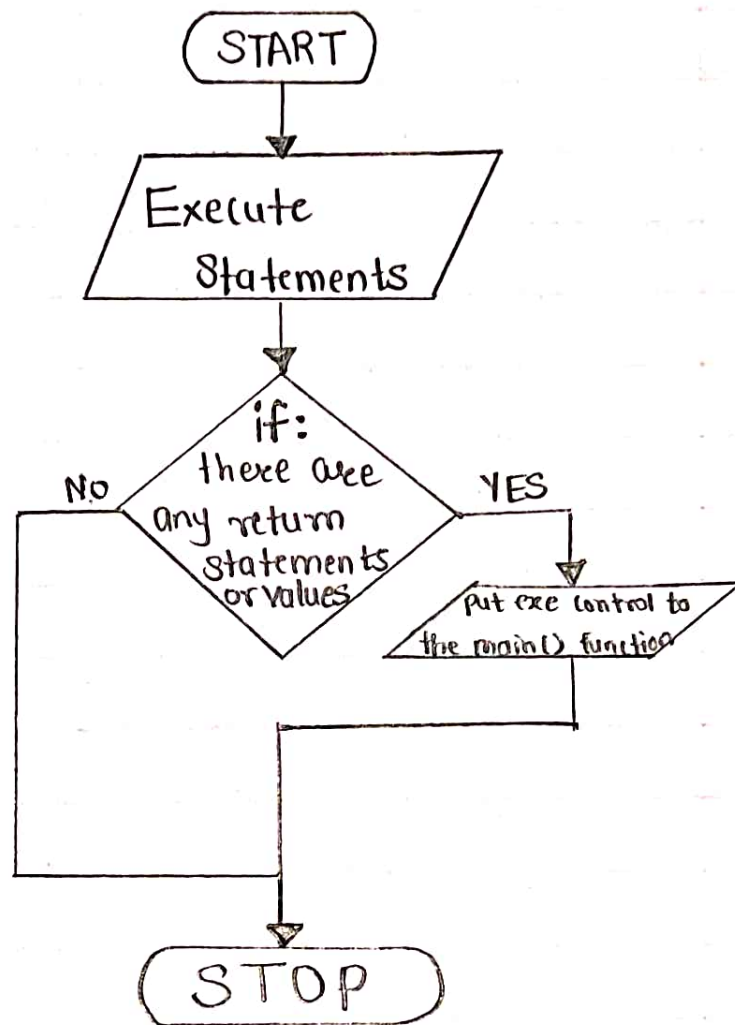 START
Execute
Statements
if:
there are
any return
statements
or values
NO
YES
Put exe control to
the main() function
STOP